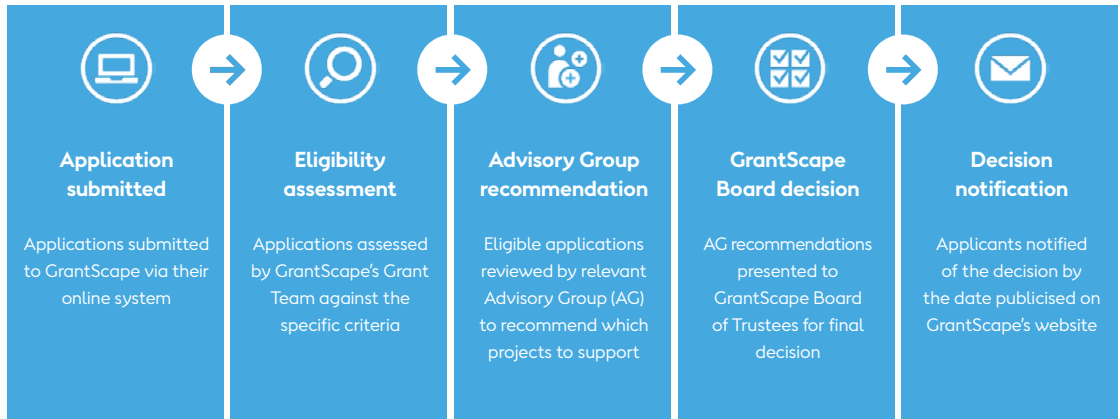 Application
submitted
Applications submitted
to GrantScape via their
online system
Eligibility
assessment
Applications assessed
by GrantScape's Grant
Team against the
specific criteria
Advisory Group
recommendation
Eligible applications
reviewed by relevant
Advisory Group (AG)
to recommend which
projects to support
GrantScape
Board decision
AG recommendations
presented to
GrantScape Board
of Trustees for final
decision
Decision
notification
Applicants notified
of the decision by
the date publicised on
GrantScape's website